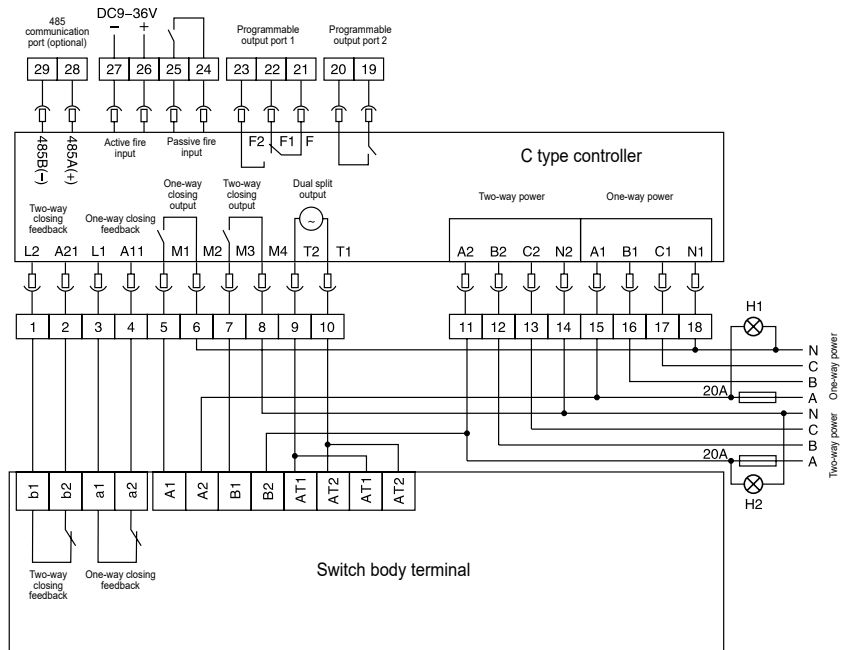 485
communication
port (optional)
DC9-36V
− +
Programmable
output port 1
Programmable
output port 2
29 28 27 26 25 24 23 22 21 20 19
485B(−)
485A(+)
Active fire
input
Passive fire
input
F2 F1 F
C type controller
Two-way
closing
feedback
One-way closing
feedback
One-way
closing
output
Two-way
closing
output
Dual split
output
~
Two-way power
One-way power
L2 A21 L1 A11 M1 M2 M3 M4 T2 T1 A2 B2 C2 N2 A1 B1 C1 N1
1 2 3 4 5 6 7 8 9 10 11 12 13 14 15 16 17 18
H1
N
C
B
A
One-way power
20A
N
C
B
A
Two-way power
20A
H2
b1 b2 a1 a2 A1 A2 B1 B2 AT1 AT2 AT1 AT2
Two-way
closing
feedback
One-way closing
feedback
Switch body terminal